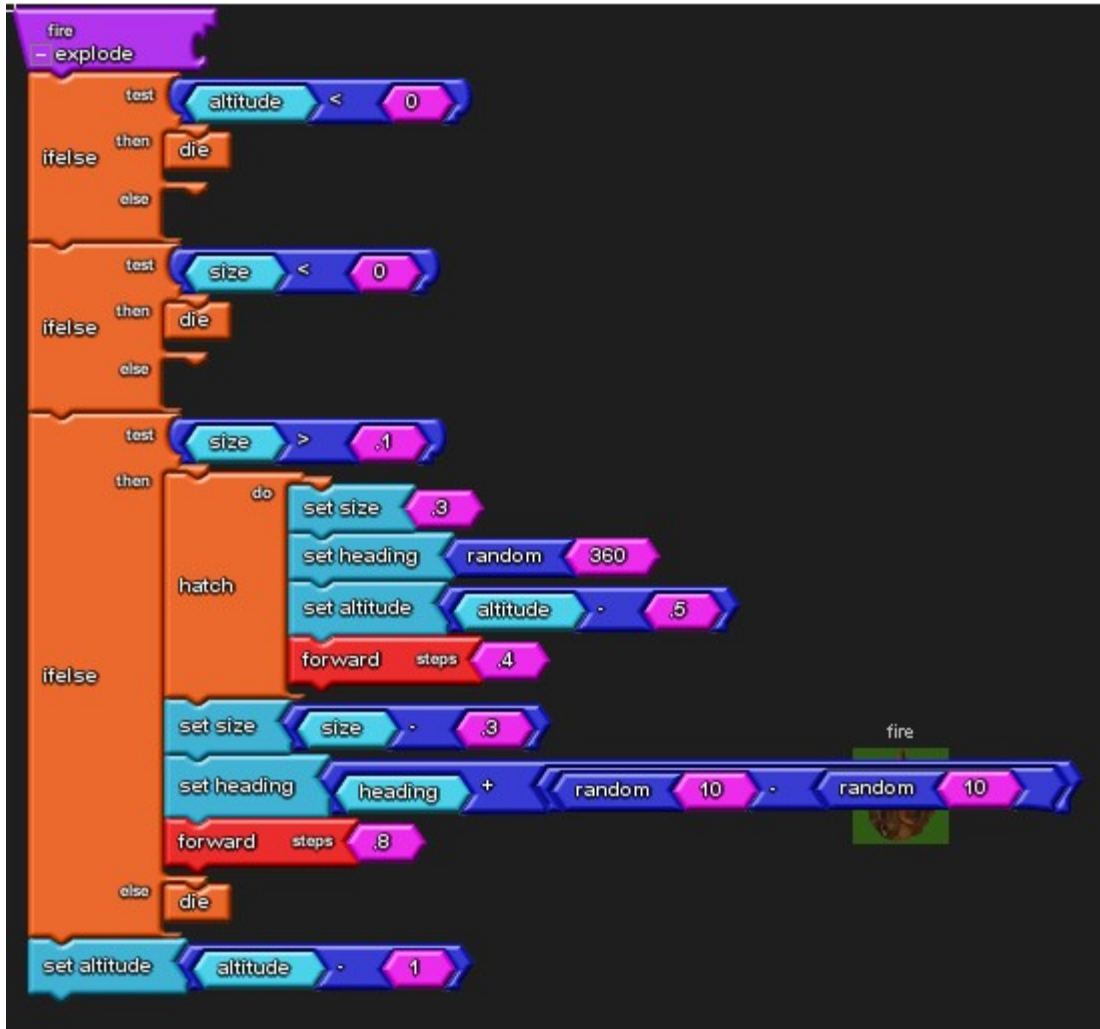 fire
- explode
test altitude < 0
then die
ifelse
else
test size < 0
then die
ifelse
else
test size > .1
then
do set size .3
set heading random 360
hatch
set altitude altitude - .5
forward steps .4
ifelse
set size size - .3
fire
set heading heading + random 10 - random 10
forward steps .8
else die
set altitude altitude - 1